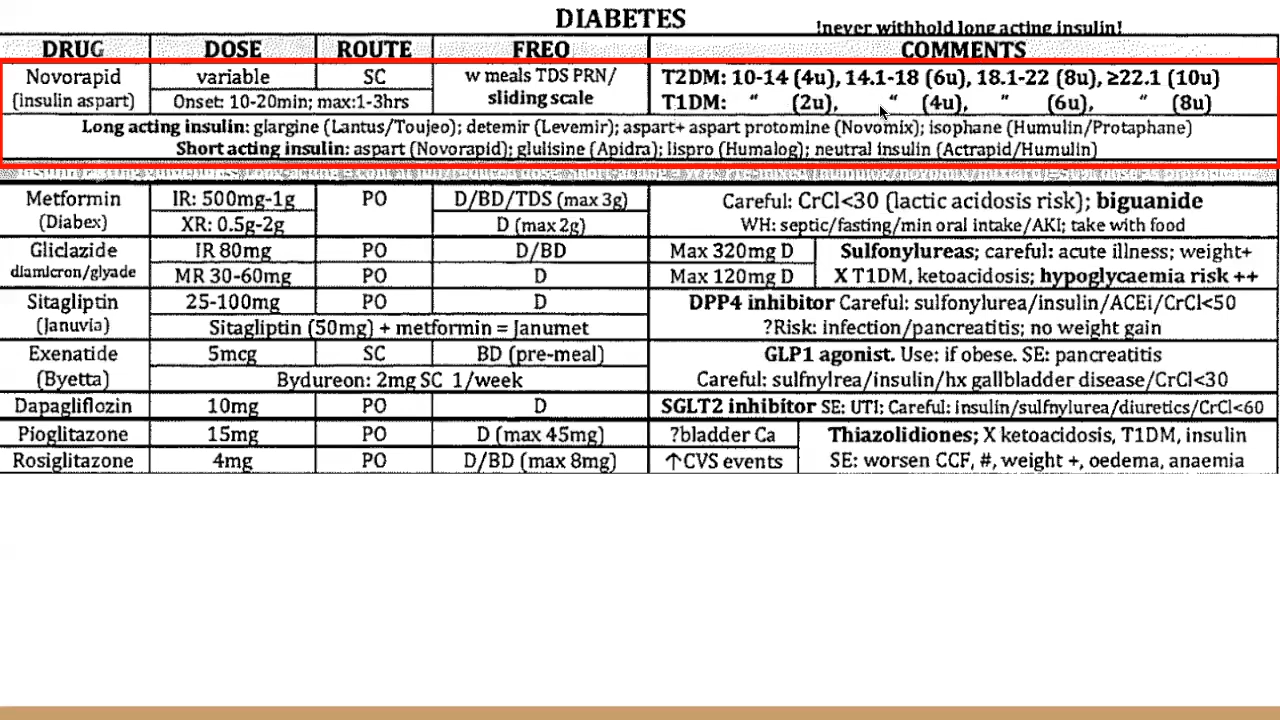 DIABETES
!never withhold long acting insulin!
DRUG DOSE ROUTE FREQ COMMENTS
Novorapid variable SC w meals TDS PRN/ T2DM: 10-14 (4u), 14.1-18 (6u), 18.1-22 (8u), ≥22.1 (10u)
(insulin aspart) Onset: 10-20min; max:1-3hrs sliding scale T1DM: " (2u), " (4u), " (6u), " (8u)
Long acting insulin: glargine (Lantus/Toujeo); detemir (Levemir); aspart+ aspart protomine (Novomix); isophane (Humulin/Protaphane)
Short acting insulin: aspart (Novorapid); glulisine (Apidra); lispro (Humalog); neutral insulin (Actrapid/Humulin)
Metformin IR: 500mg-1g PO D/BD/TDS (max 3g) Careful: CrCl<30 (lactic acidosis risk); biguanide
(Diabex) XR: 0.5g-2g D (max 2g) WH: septic/fasting/min oral intake/AKI; take with food
Gliclazide IR 80mg PO D/BD Max 320mg D Sulfonylureas; careful: acute illness; weight+
diamicron/glyade MR 30-60mg PO D Max 120mg D X T1DM, ketoacidosis; hypoglycaemia risk ++
Sitagliptin 25-100mg PO D DPP4 inhibitor Careful: sulfonylurea/insulin/ACEi/CrCl<50
(Januvia) Sitagliptin (50mg) + metformin = Janumet ?Risk: infection/pancreatitis; no weight gain
Exenatide 5mcg SC BD (pre-meal) GLP1 agonist. Use: if obese. SE: pancreatitis
(Byetta) Bydureon: 2mg SC 1/week Careful: sulfnylrea/insulin/hx gallbladder disease/CrCl<30
Dapagliflozin 10mg PO D SGLT2 inhibitor SE: UTI; Careful: insulin/sulfnylurea/diuretics/CrCl<60
Pioglitazone 15mg PO D (max 45mg) ?bladder Ca Thiazolidiones; X ketoacidosis, T1DM, insulin
Rosiglitazone 4mg PO D/BD (max 8mg) ↑CVS events SE: worsen CCF, #, weight +, oedema, anaemia